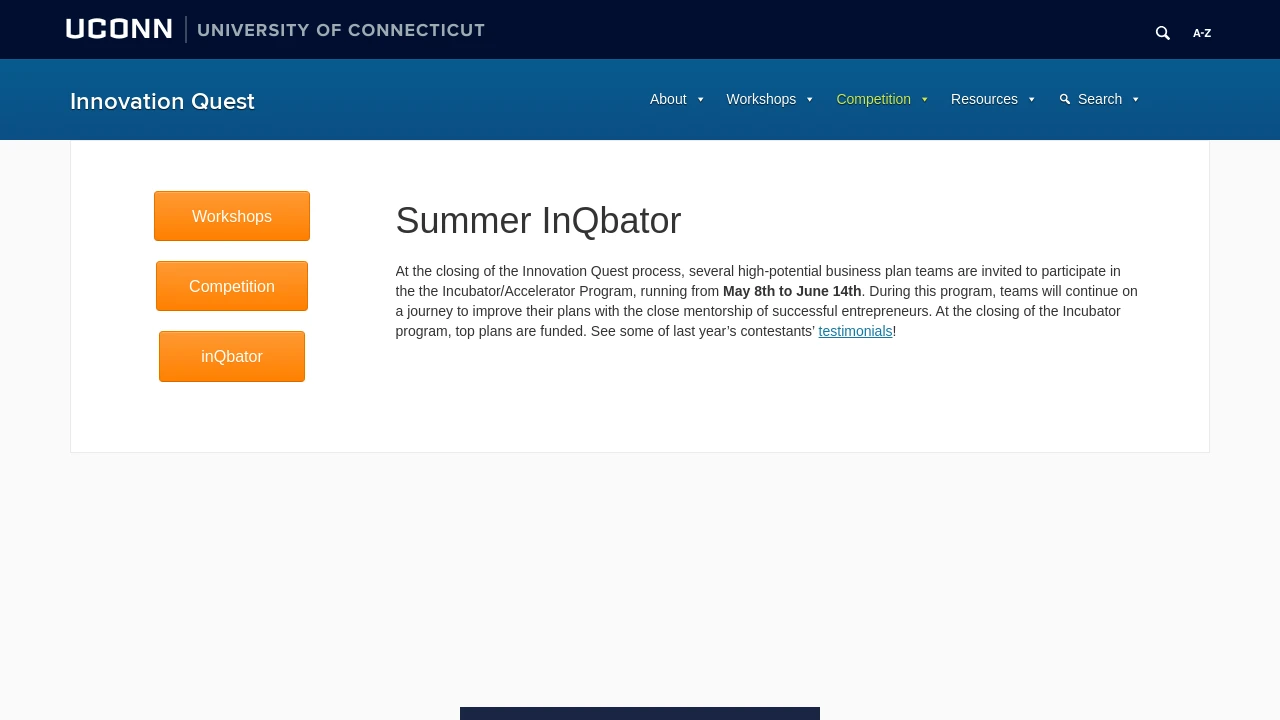 UCONN UNIVERSITY OF CONNECTICUT A-Z
Innovation Quest About Workshops Competition Resources Search
Workshops
Competition
inQbator
Summer InQbator
At the closing of the Innovation Quest process, several high-potential business plan teams are invited to participate in
the the Incubator/Accelerator Program, running from May 8th to June 14th. During this program, teams will continue on
a journey to improve their plans with the close mentorship of successful entrepreneurs. At the closing of the Incubator
program, top plans are funded. See some of last year’s contestants’ testimonials!